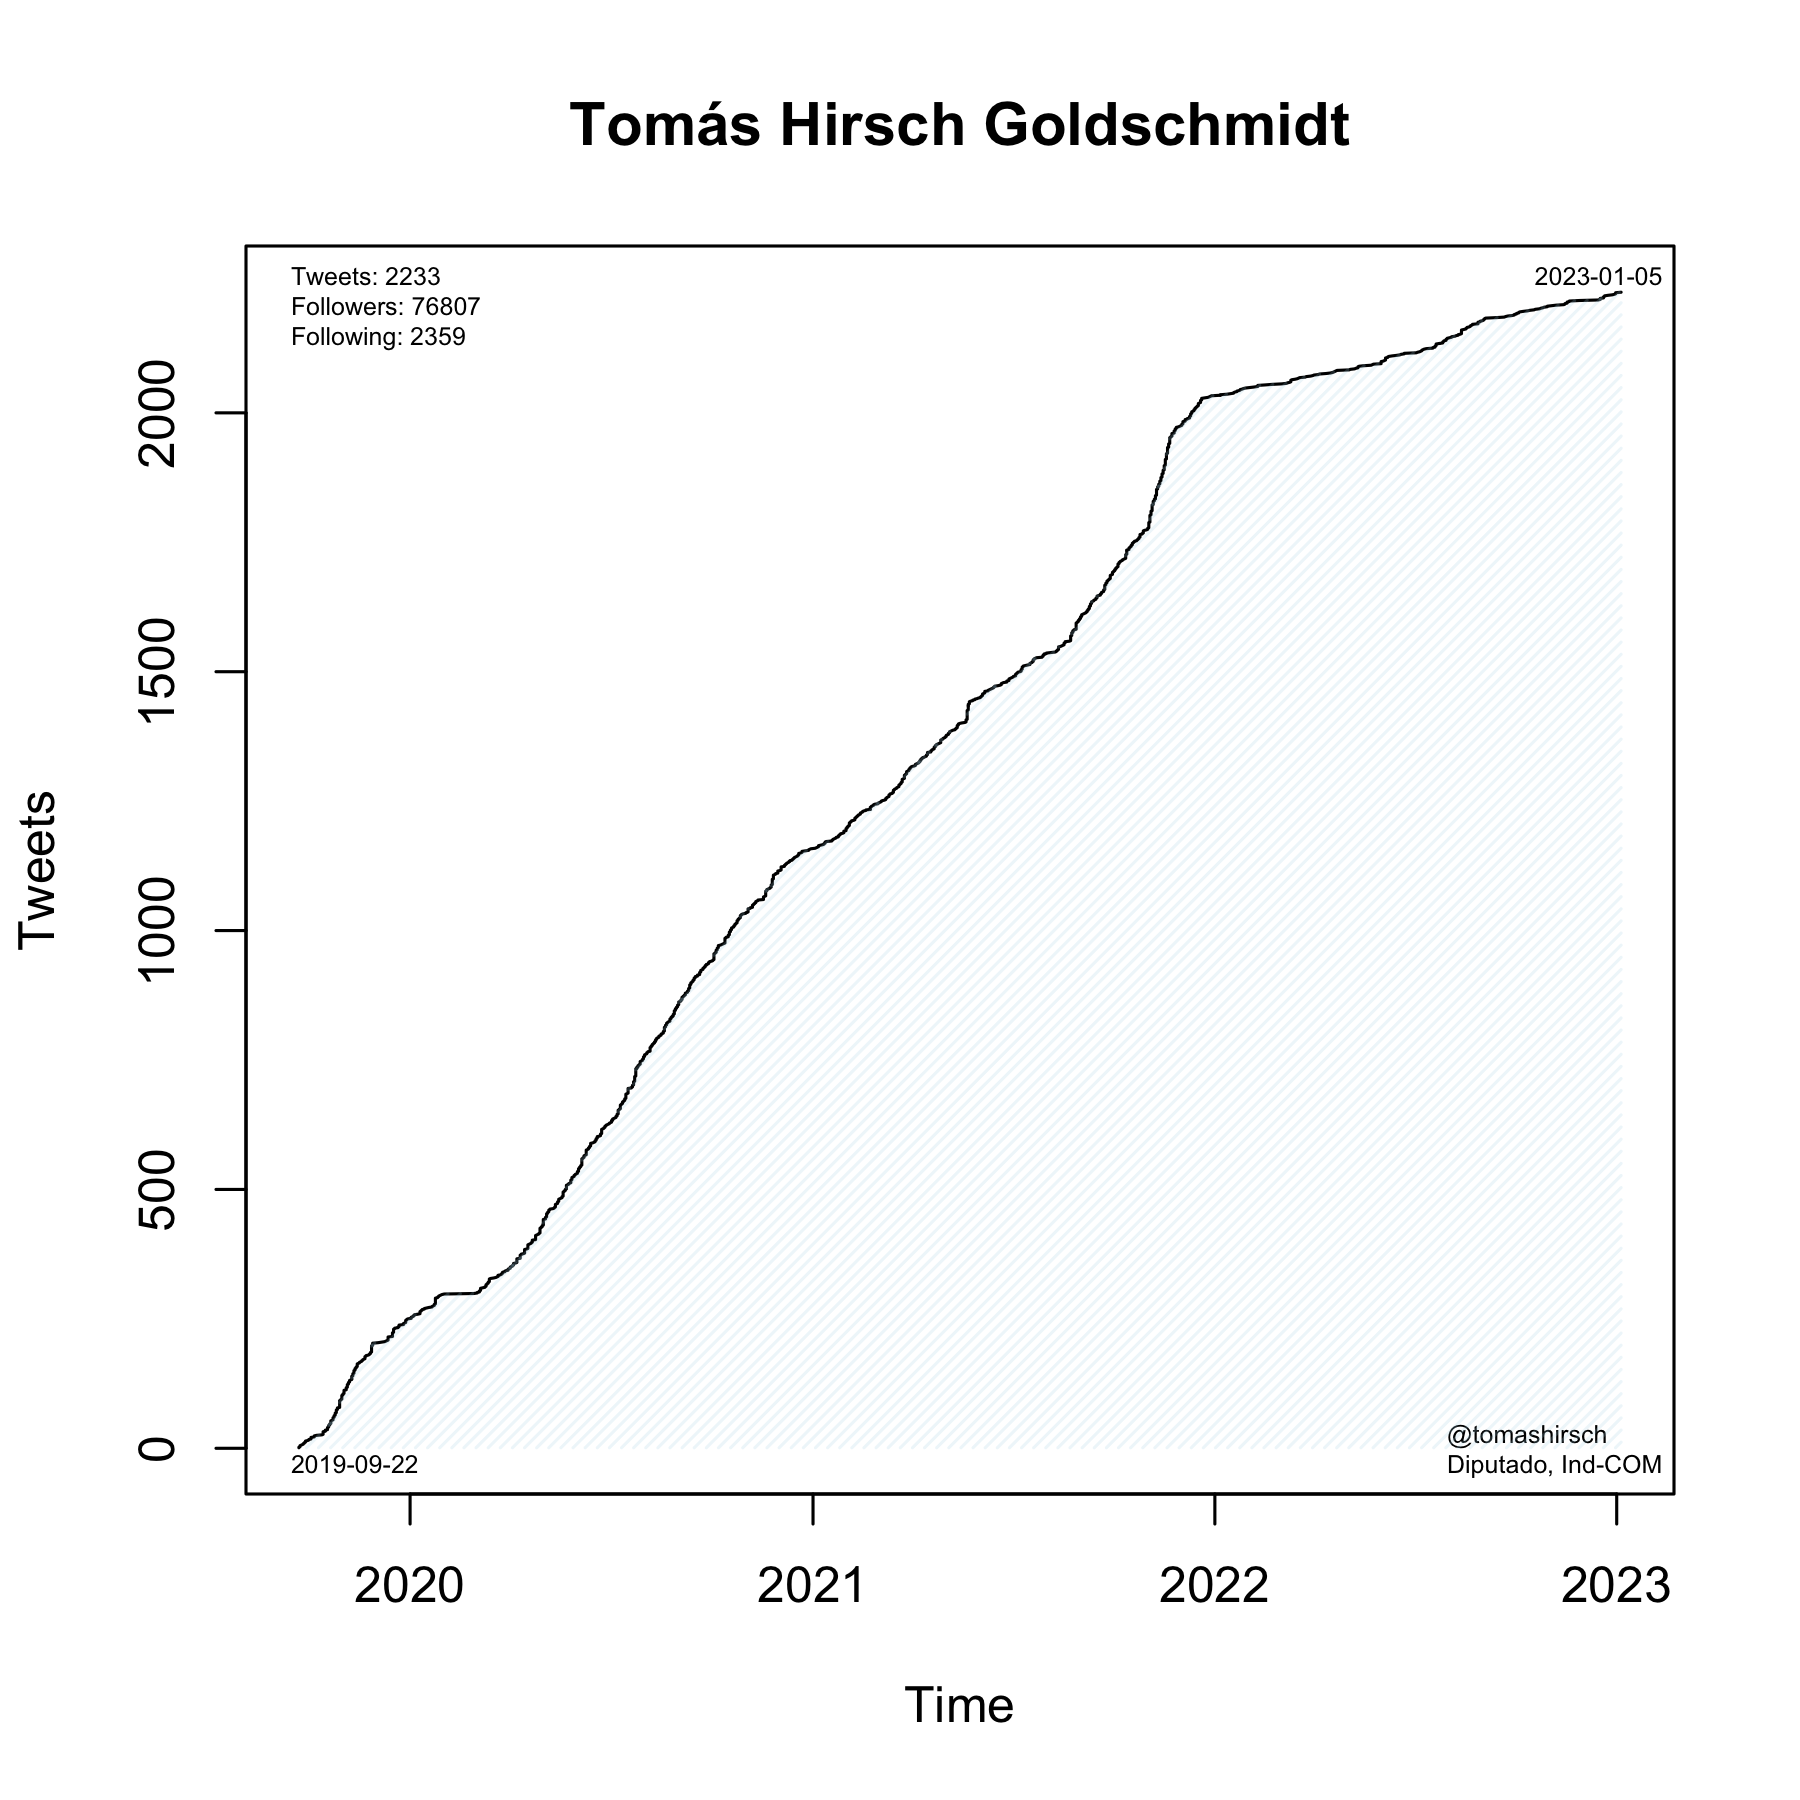 Tomás Hirsch Goldschmidt
Tweets: 2233
Followers: 76807
Following: 2359
2023-01-05
2000
1500
1000
500
0
Tweets
@tomashirsch
Diputado, Ind-COM
2019-09-22
2020
2021
2022
2023
Time